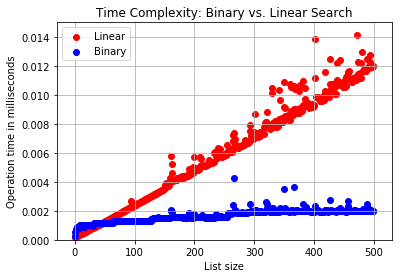 Time Complexity: Binary vs. Linear Search
Linear
Binary
Operation time in milliseconds
0.014
0.012
0.010
0.008
0.006
0.004
0.002
0.000
0 100 200 300 400 500
List size